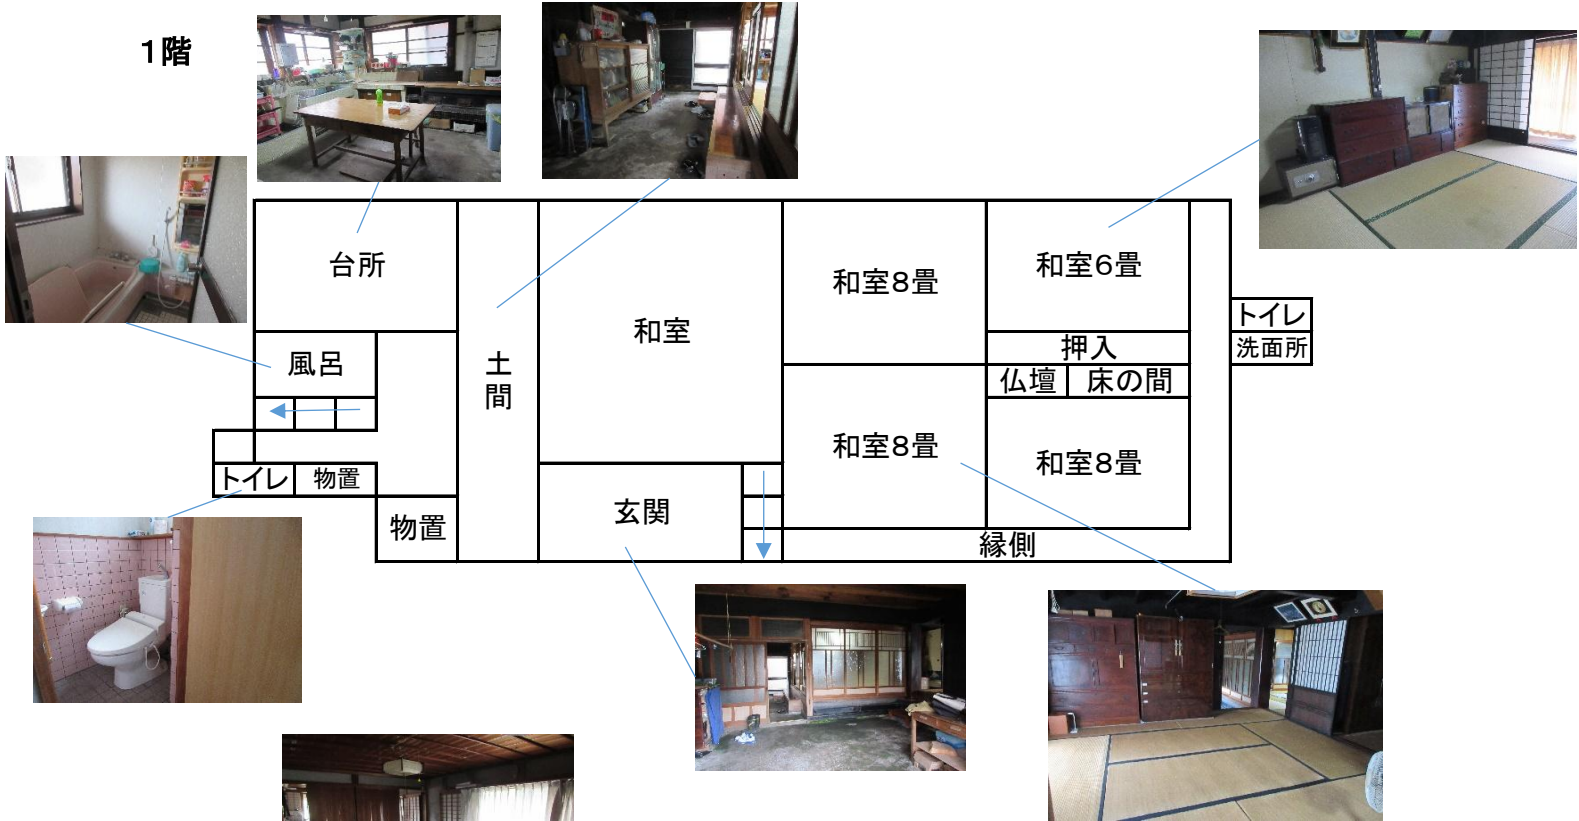 1階
台所
和室
和室8畳
和室6畳
トイレ
洗面所
風呂
土間
押入
仏壇
床の間
和室8畳
和室8畳
トイレ
物置
物置
玄関
縁側